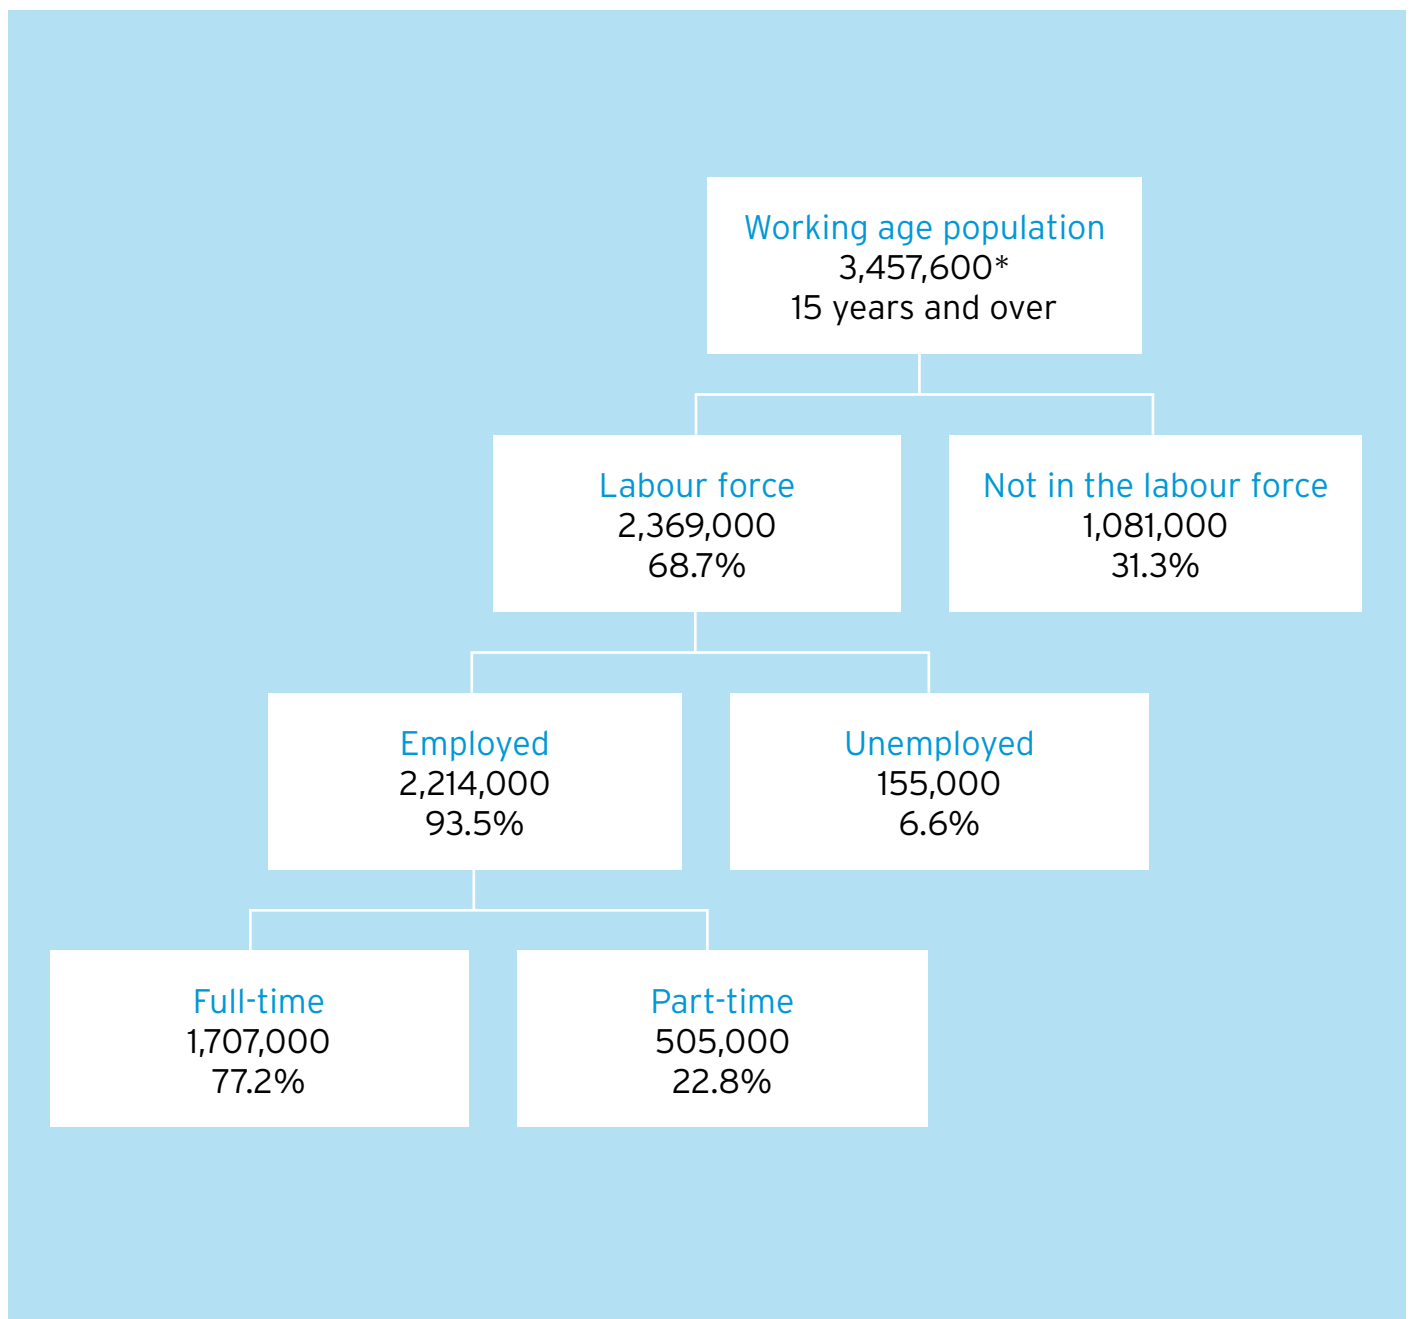 Working age population
3,457,600*
15 years and over
Labour force
2,369,000
68.7%
Not in the labour force
1,081,000
31.3%
Employed
2,214,000
93.5%
Unemployed
155,000
6.6%
Full-time
1,707,000
77.2%
Part-time
505,000
22.8%